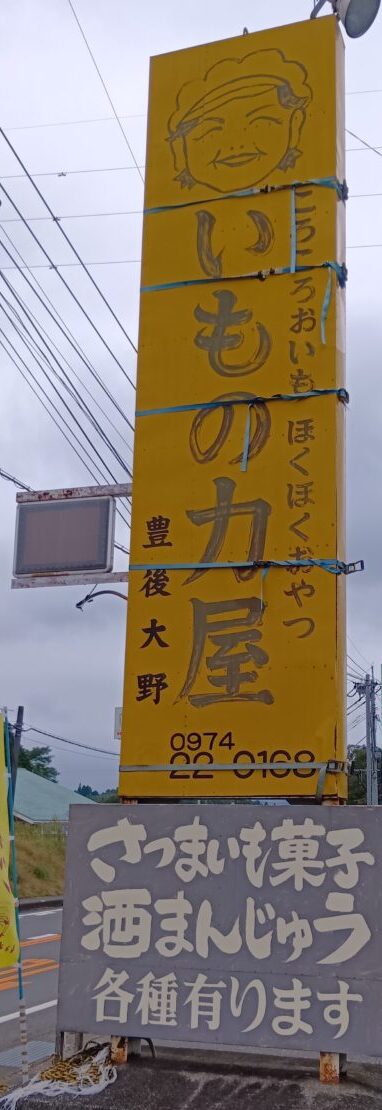 ころころおいも ほくほくおやつ
いもの力屋
豊後大野
0974
22-0168
さつまいも菓子
酒まんじゅう
各種有ります